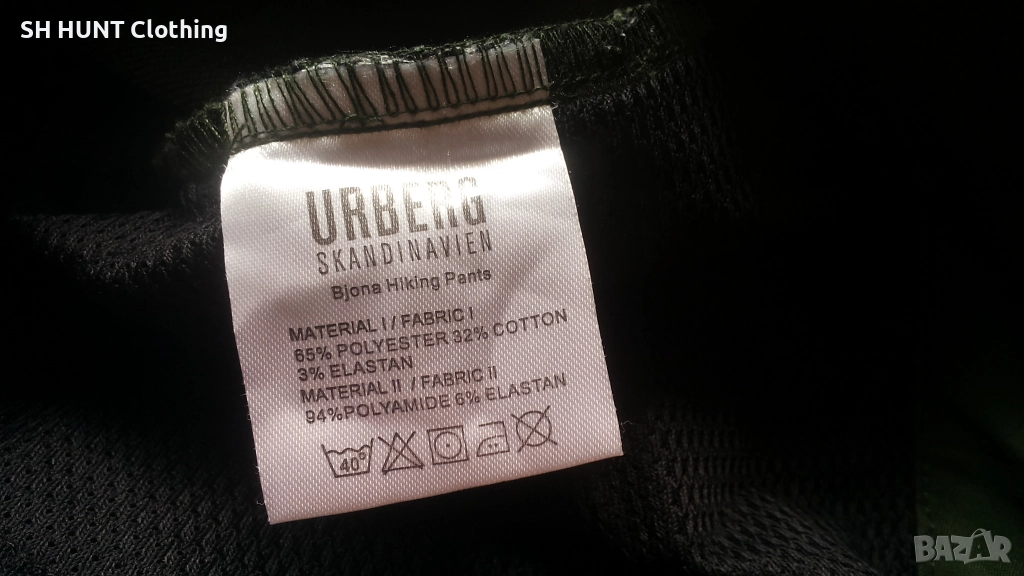 SH HUNT Clothing
URBERG
SKANDINAVIEN
Bjona Hiking Pants
MATERIAL I / FABRIC I
65% POLYESTER 32% COTTON
3% ELASTAN
MATERIAL II / FABRIC II
94%POLYAMIDE 6% ELASTAN
40°
BAZAR